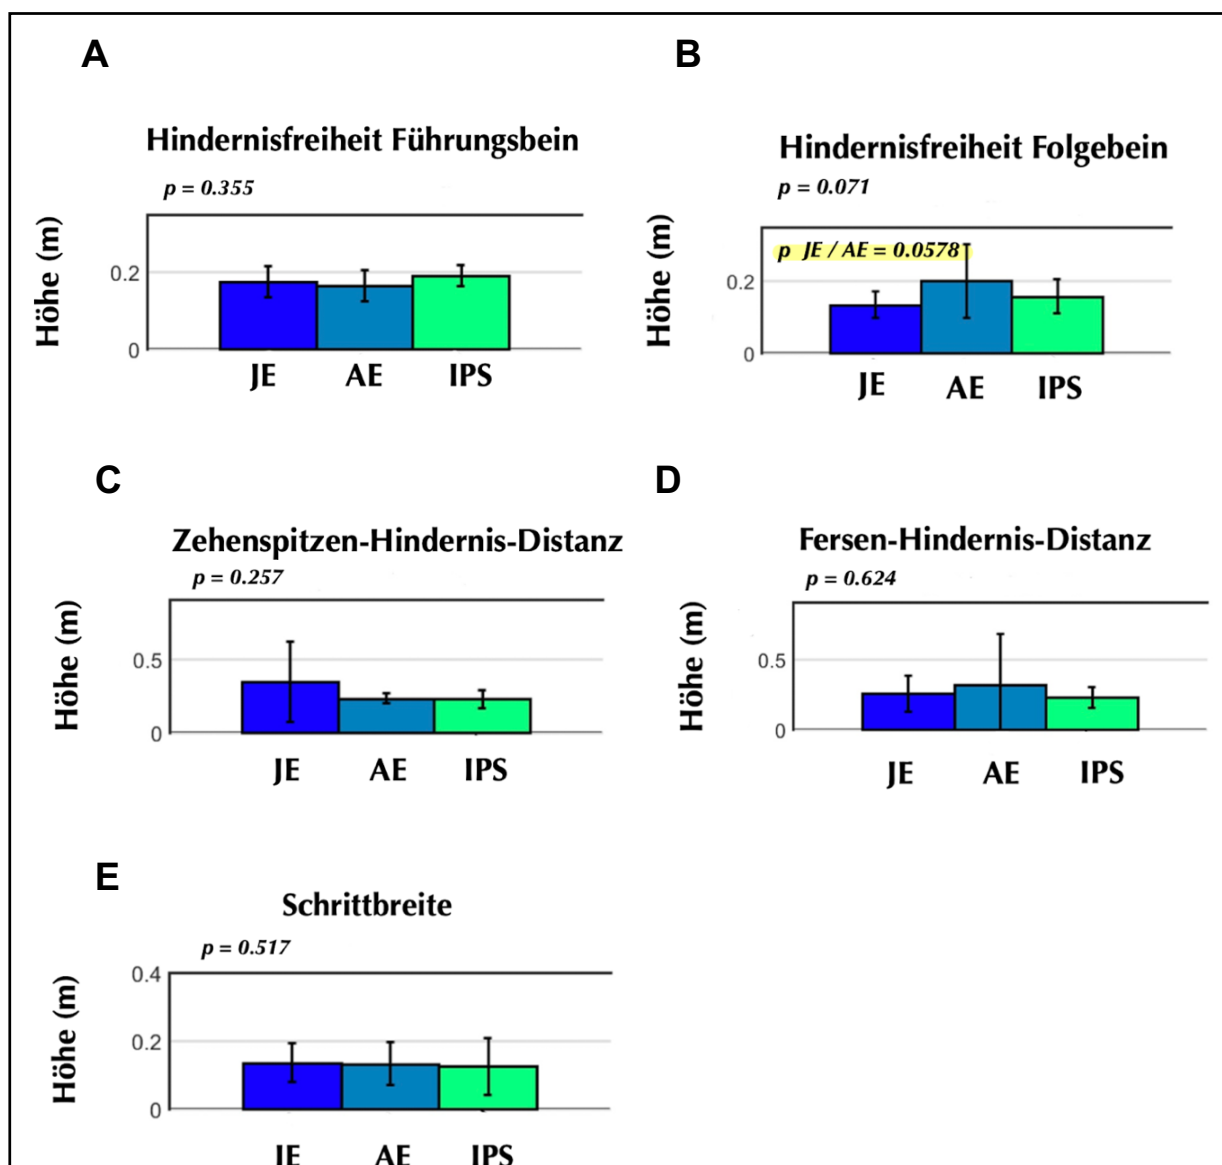 A
Hindernisfreiheit Führungsbein
p = 0.355
Höhe (m)
0.2
0
JE AE IPS
B
Hindernisfreiheit Folgebein
p = 0.071
Höhe (m)
p JE / AE = 0.0578
0.2
0
JE AE IPS
C
Zehenspitzen-Hindernis-Distanz
p = 0.257
Höhe (m)
0.5
0
JE AE IPS
D
Fersen-Hindernis-Distanz
p = 0.624
Höhe (m)
0.5
0
JE AE IPS
E
Schrittbreite
p = 0.517
Höhe (m)
0.4
0.2
0
JE AE IPS